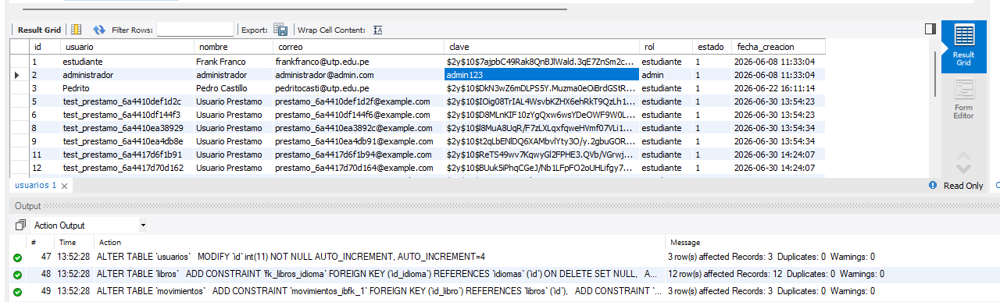 Result Grid Filter Rows: Export: Wrap Cell Content:
id usuario nombre correo clave rol estado fecha_creacion
1 estudiante Frank Franco frankfranco@utp.edu.pe $2y$10$7ajpbC49Rak8QnBJlWald.3qE7ZnSm2c... estudiante 1 2026-06-08 11:33:04
2 administrador administrador administrador@admin.com admin123 admin 1 2026-06-08 11:33:04
3 Pedrito Pedro Castillo pedritocasti@utp.edu.pe $2y$10$DkN3wZ6mDLPS5Y.Muzma0eOiBrdGStR... estudiante 1 2026-06-22 16:11:14
5 test_prestamo_6a4410def1d2c Usuario Prestamo prestamo_6a4410def1d2f@example.com $2y$10$IOig08TrIAL4WsvbKZHX6ehRkT9QzLh1... estudiante 1 2026-06-30 13:54:23
6 test_prestamo_6a4410df144f3 Usuario Prestamo prestamo_6a4410df144f6@example.com $2y$10$D8MLnKIF10zYgQxw6wsYDeOWF9W0L... estudiante 1 2026-06-30 13:54:23
8 test_prestamo_6a4410ea38929 Usuario Prestamo prestamo_6a4410ea3892c@example.com $2y$10$l8MuA8UqR/F7zLXLqxfqweHVmf07VLi1... estudiante 1 2026-06-30 13:54:34
9 test_prestamo_6a4410ea4db8e Usuario Prestamo prestamo_6a4410ea4db91@example.com $2y$10$t2qLbENlDQ6XAMbvlYty3O/y.2gbuGOR... estudiante 1 2026-06-30 13:54:34
11 test_prestamo_6a4417d6f1b91 Usuario Prestamo prestamo_6a4417d6f1b94@example.com $2y$10$ReTS49wv7KqwyGl2FPHE3.QVb/VGrwj... estudiante 1 2026-06-30 14:24:07
12 test_prestamo_6a4417d70d162 Usuario Prestamo prestamo_6a4417d70d164@example.com $2y$10$BUuk5iPhqCGeJ/Nb1LFpFO2oUHLifgy7... estudiante 1 2026-06-30 14:24:07
Result
Grid
Form
Editor
usuarios 1 Read Only
Output
Action Output
# Time Action Message
47 13:52:28 ALTER TABLE `usuarios` MODIFY `id` int(11) NOT NULL AUTO_INCREMENT, AUTO_INCREMENT=4 3 row(s) affected Records: 3 Duplicates: 0 Warnings: 0
48 13:52:28 ALTER TABLE `libros` ADD CONSTRAINT `fk_libros_idioma` FOREIGN KEY (`id_idioma`) REFERENCES `idiomas` (`id`) ON DELETE SET NULL, A... 12 row(s) affected Records: 12 Duplicates: 0 Warnings: 0
49 13:52:28 ALTER TABLE `movimientos` ADD CONSTRAINT `movimientos_ibfk_1` FOREIGN KEY (`id_libro`) REFERENCES `libros` (`id`), ADD CONSTRAINT `... 3 row(s) affected Records: 3 Duplicates: 0 Warnings: 0